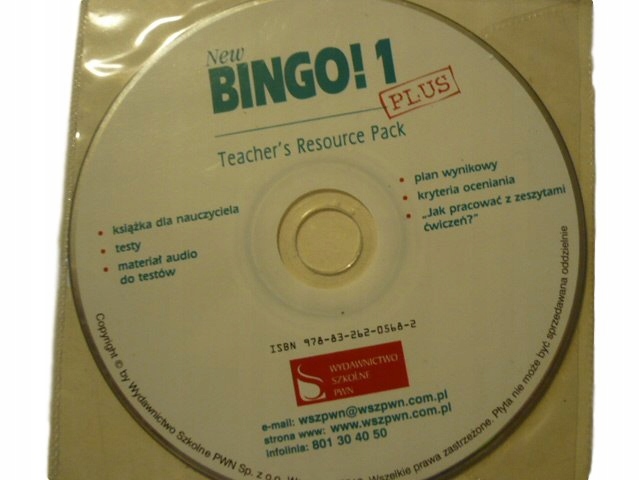 New
BINGO! 1
PLUS
Teacher's Resource Pack
• książka dla nauczyciela
• testy
• materiał audio
do testów
• plan wynikowy
• kryteria oceniania
• „Jak pracować z zeszytami
ćwiczeń?”
ISBN 978-83-262-0568-2
WYDAWNICTWO
SZKOLNE
PWN
e-mail: wszpwn@wszpwn.com.pl
strona www: www.wszpwn.com.pl
infolinia: 801 30 40 50
Copyright © by Wydawnictwo Szkolne PWN Sp. z o.o. Wszelkie prawa zastrzeżone. Płyta nie może być sprzedawana oddzielnie